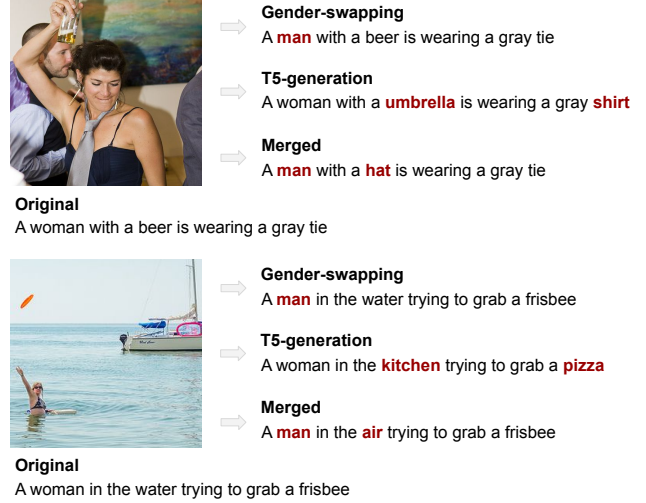 Gender-swapping
A man with a beer is wearing a gray tie
T5-generation
A woman with a umbrella is wearing a gray shirt
Merged
A man with a hat is wearing a gray tie
Original
A woman with a beer is wearing a gray tie
Gender-swapping
A man in the water trying to grab a frisbee
T5-generation
A woman in the kitchen trying to grab a pizza
Merged
A man in the air trying to grab a frisbee
Original
A woman in the water trying to grab a frisbee